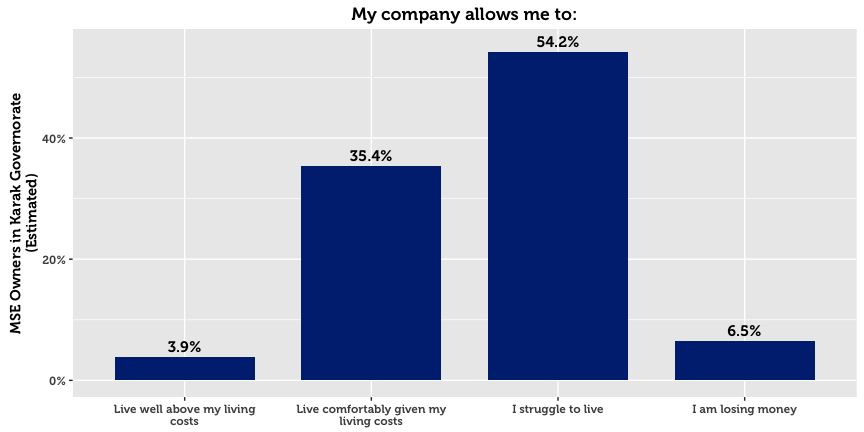 My company allows me to:
MSE Owners in Karak Governorate
(Estimated)
54.2%
35.4%
6.5%
3.9%
40%
20%
0%
Live well above my living
costs
Live comfortably given my
living costs
I struggle to live
I am losing money